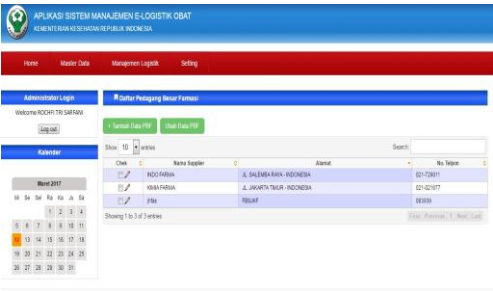 APLIKASI SISTEM MANAJEMEN E-LOGISTIK OBAT
KEMENTERIAN KESEHATAN REPUBLIK INDONESIA
Home Master Data Manajemen Logistik Setting
Administrator Login
Welcome ROCHFI TRI SARFANI
Log out
Kalender
Maret 2017
Mi Se Sel Ra Ka Ju Sa
1 2 3 4
5 6 7 8 9 10 11
12 13 14 15 16 17 18
19 20 21 22 23 24 25
26 27 28 29 30 31
Daftar Pedagang Besar Farmasi
+ Tambah Data PBF Ubah Data PBF
Show 10 entries Search:
Chek Nama Supplier Alamat No. Telpon
INDO FARMA JL. SALEMBA RAYA - INDONESIA
KIMIA FARMA JL. JAKARTA TIMUR - INDONESIA
Showing 1 to 3 of 3 entries
First Previous 1 Next Last